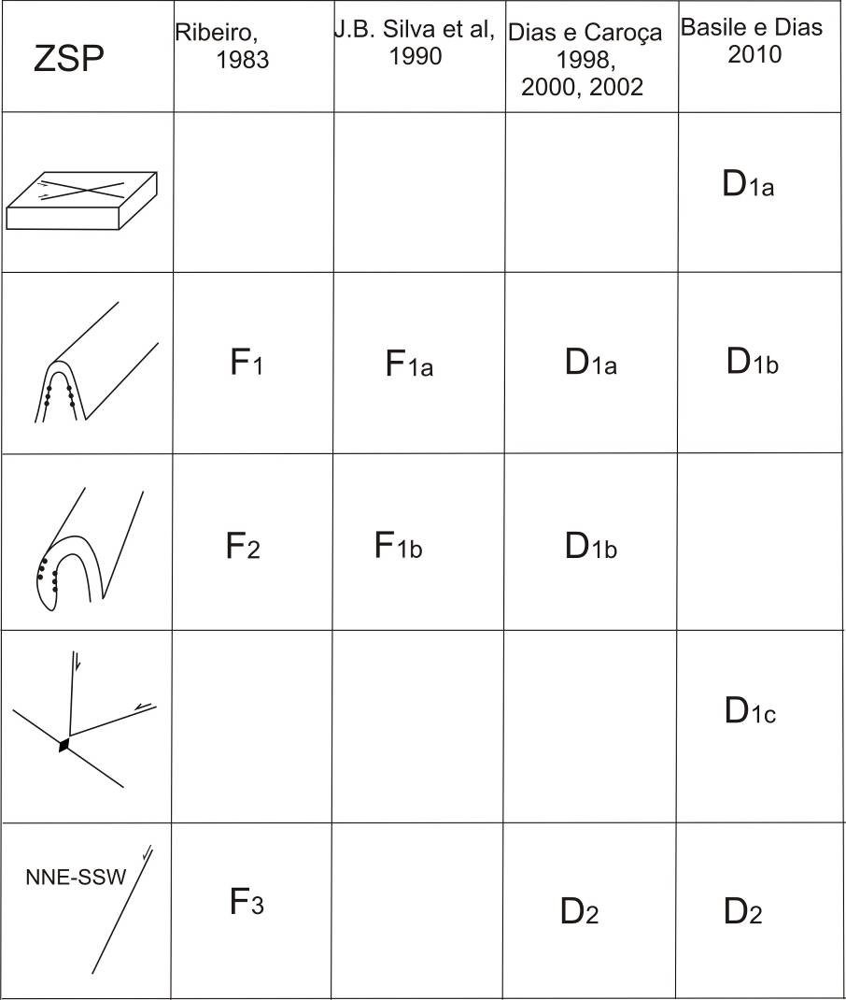 ZSP
Ribeiro,
1983
J.B. Silva et al,
1990
Dias e Caroça
1998,
2000, 2002
Basile e Dias
2010
D1a
F1
F1a
D1a
D1b
F2
F1b
D1b
D1c
NNE-SSW
F3
D2
D2